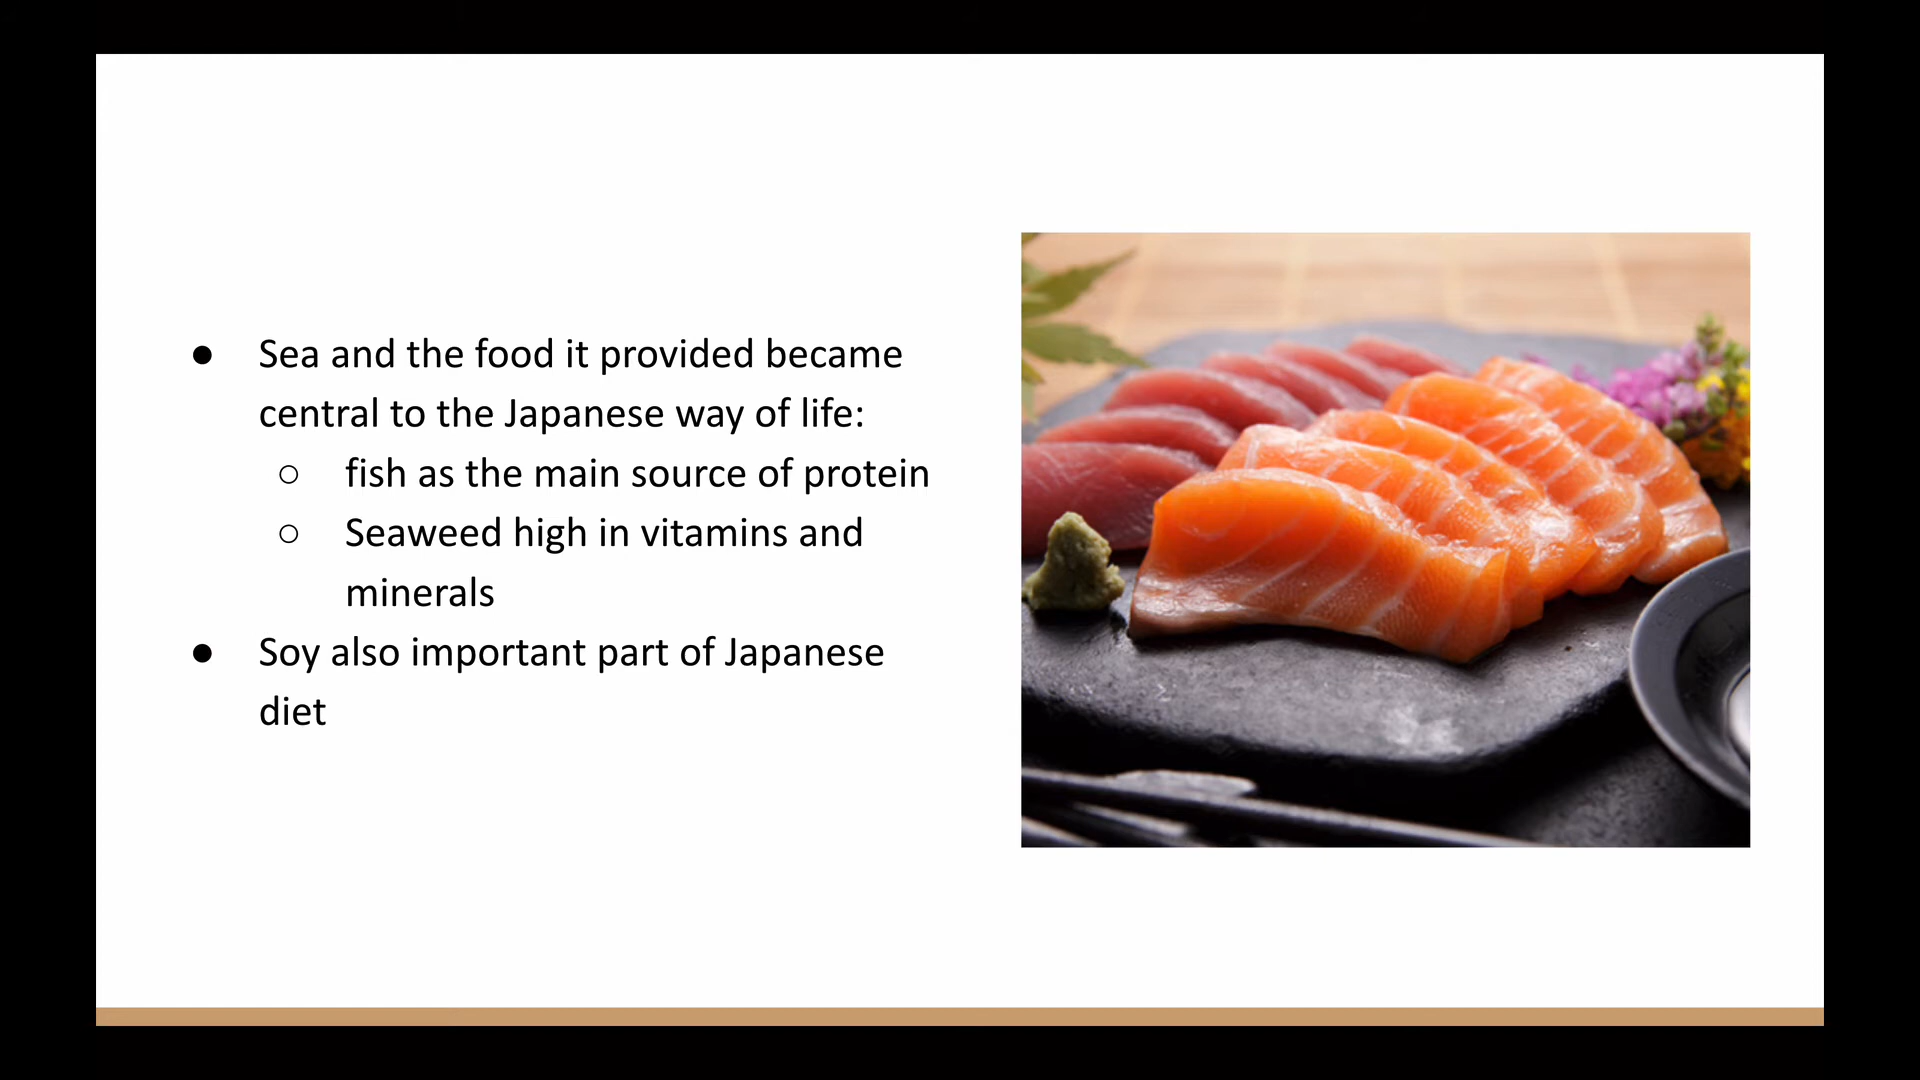 ● Sea and the food it provided became
central to the Japanese way of life:
○ fish as the main source of protein
○ Seaweed high in vitamins and
minerals
● Soy also important part of Japanese
diet